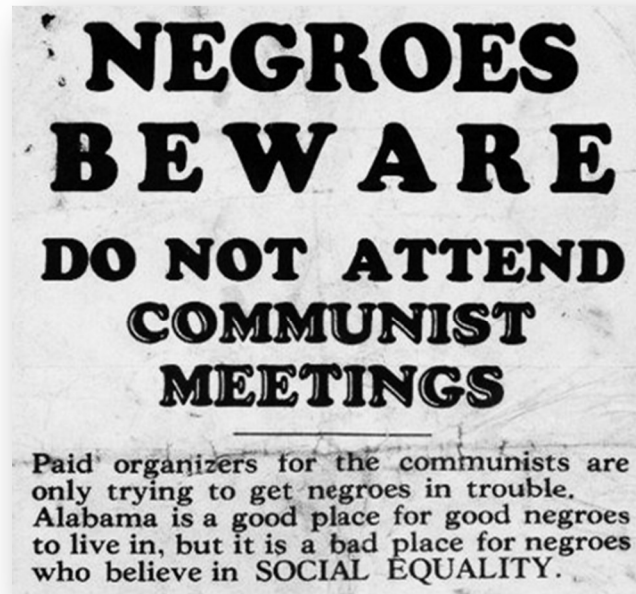 NEGROES
BEWARE
DO NOT ATTEND
COMMUNIST
MEETINGS
Paid organizers for the communists are
only trying to get negroes in trouble.
Alabama is a good place for good negroes
to live in, but it is a bad place for negroes
who believe in SOCIAL EQUALITY.